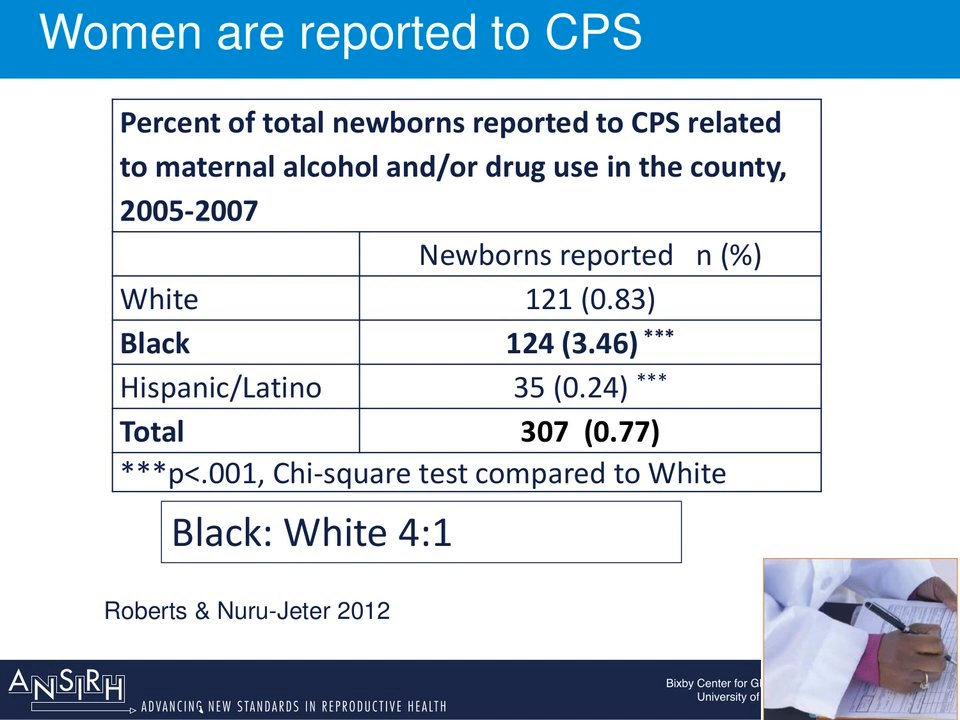 Women are reported to CPS
Percent of total newborns reported to CPS related
to maternal alcohol and/or drug use in the county,
2005-2007
Newborns reported n (%)
White 121 (0.83)
Black 124 (3.46) ***
Hispanic/Latino 35 (0.24) ***
Total 307 (0.77)
***p<.001, Chi-square test compared to White
Black: White 4:1
Roberts & Nuru-Jeter 2012
ANSIRH
ADVANCING NEW STANDARDS IN REPRODUCTIVE HEALTH
Bixby Center for
University of